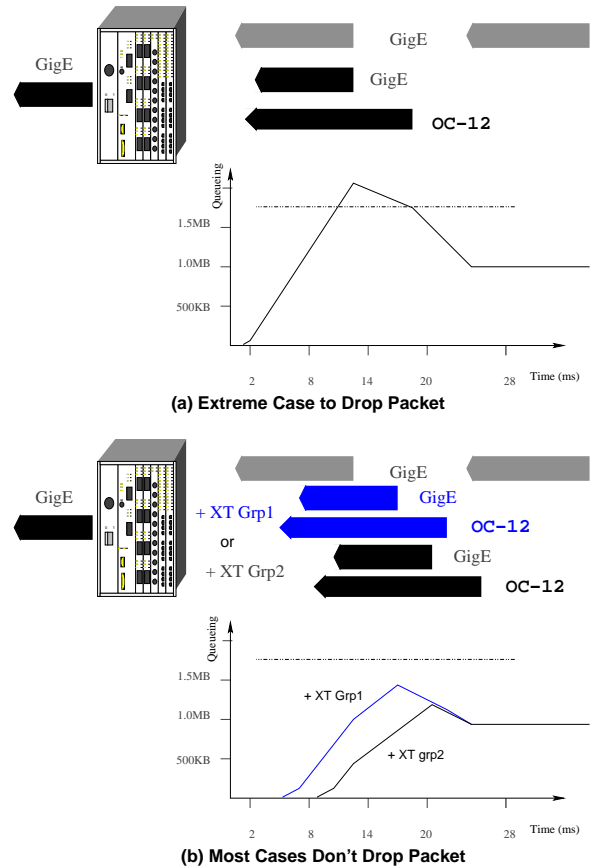 GigE
GigE
GigE
OC-12
Queueing
1.5MB
1.0MB
500KB
2 8 14 20 28 Time (ms)
(a) Extreme Case to Drop Packet
GigE
GigE
+ XT Grp1
GigE
OC-12
or
+ XT Grp2
GigE
OC-12
Queueing
1.5MB
+ XT Grp1
1.0MB
+ XT grp2
500KB
2 8 14 20 28 Time (ms)
(b) Most Cases Don't Drop Packet